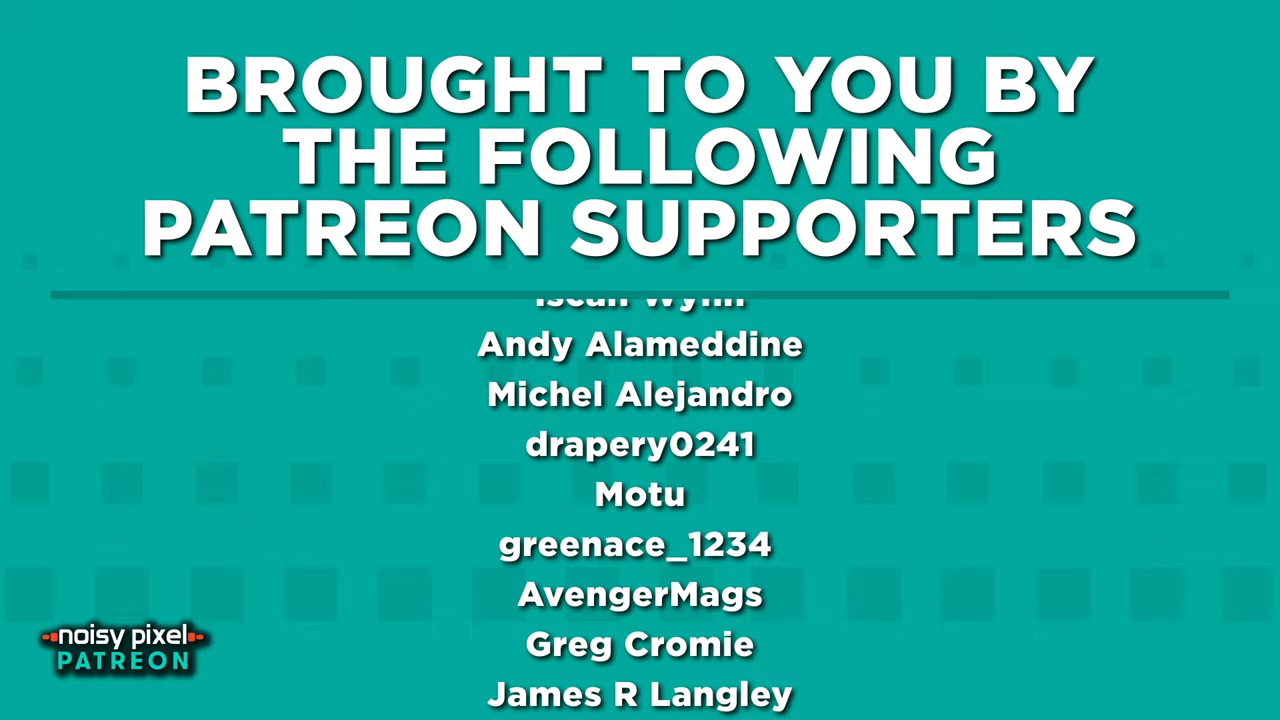 BROUGHT TO YOU BY
THE FOLLOWING
PATREON SUPPORTERS
Andy Alameddine
Michel Alejandro
drapery0241
Motu
greenace_1234
AvengerMags
Greg Cromie
James R Langley
noisy pixel
PATREON